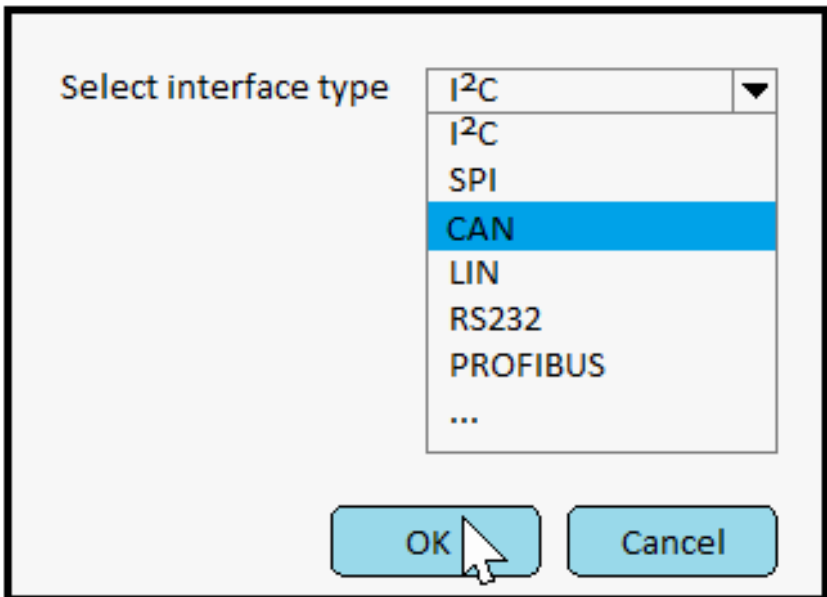 Select interface type I²C
I²C
SPI
CAN
LIN
RS232
PROFIBUS
...
OK Cancel